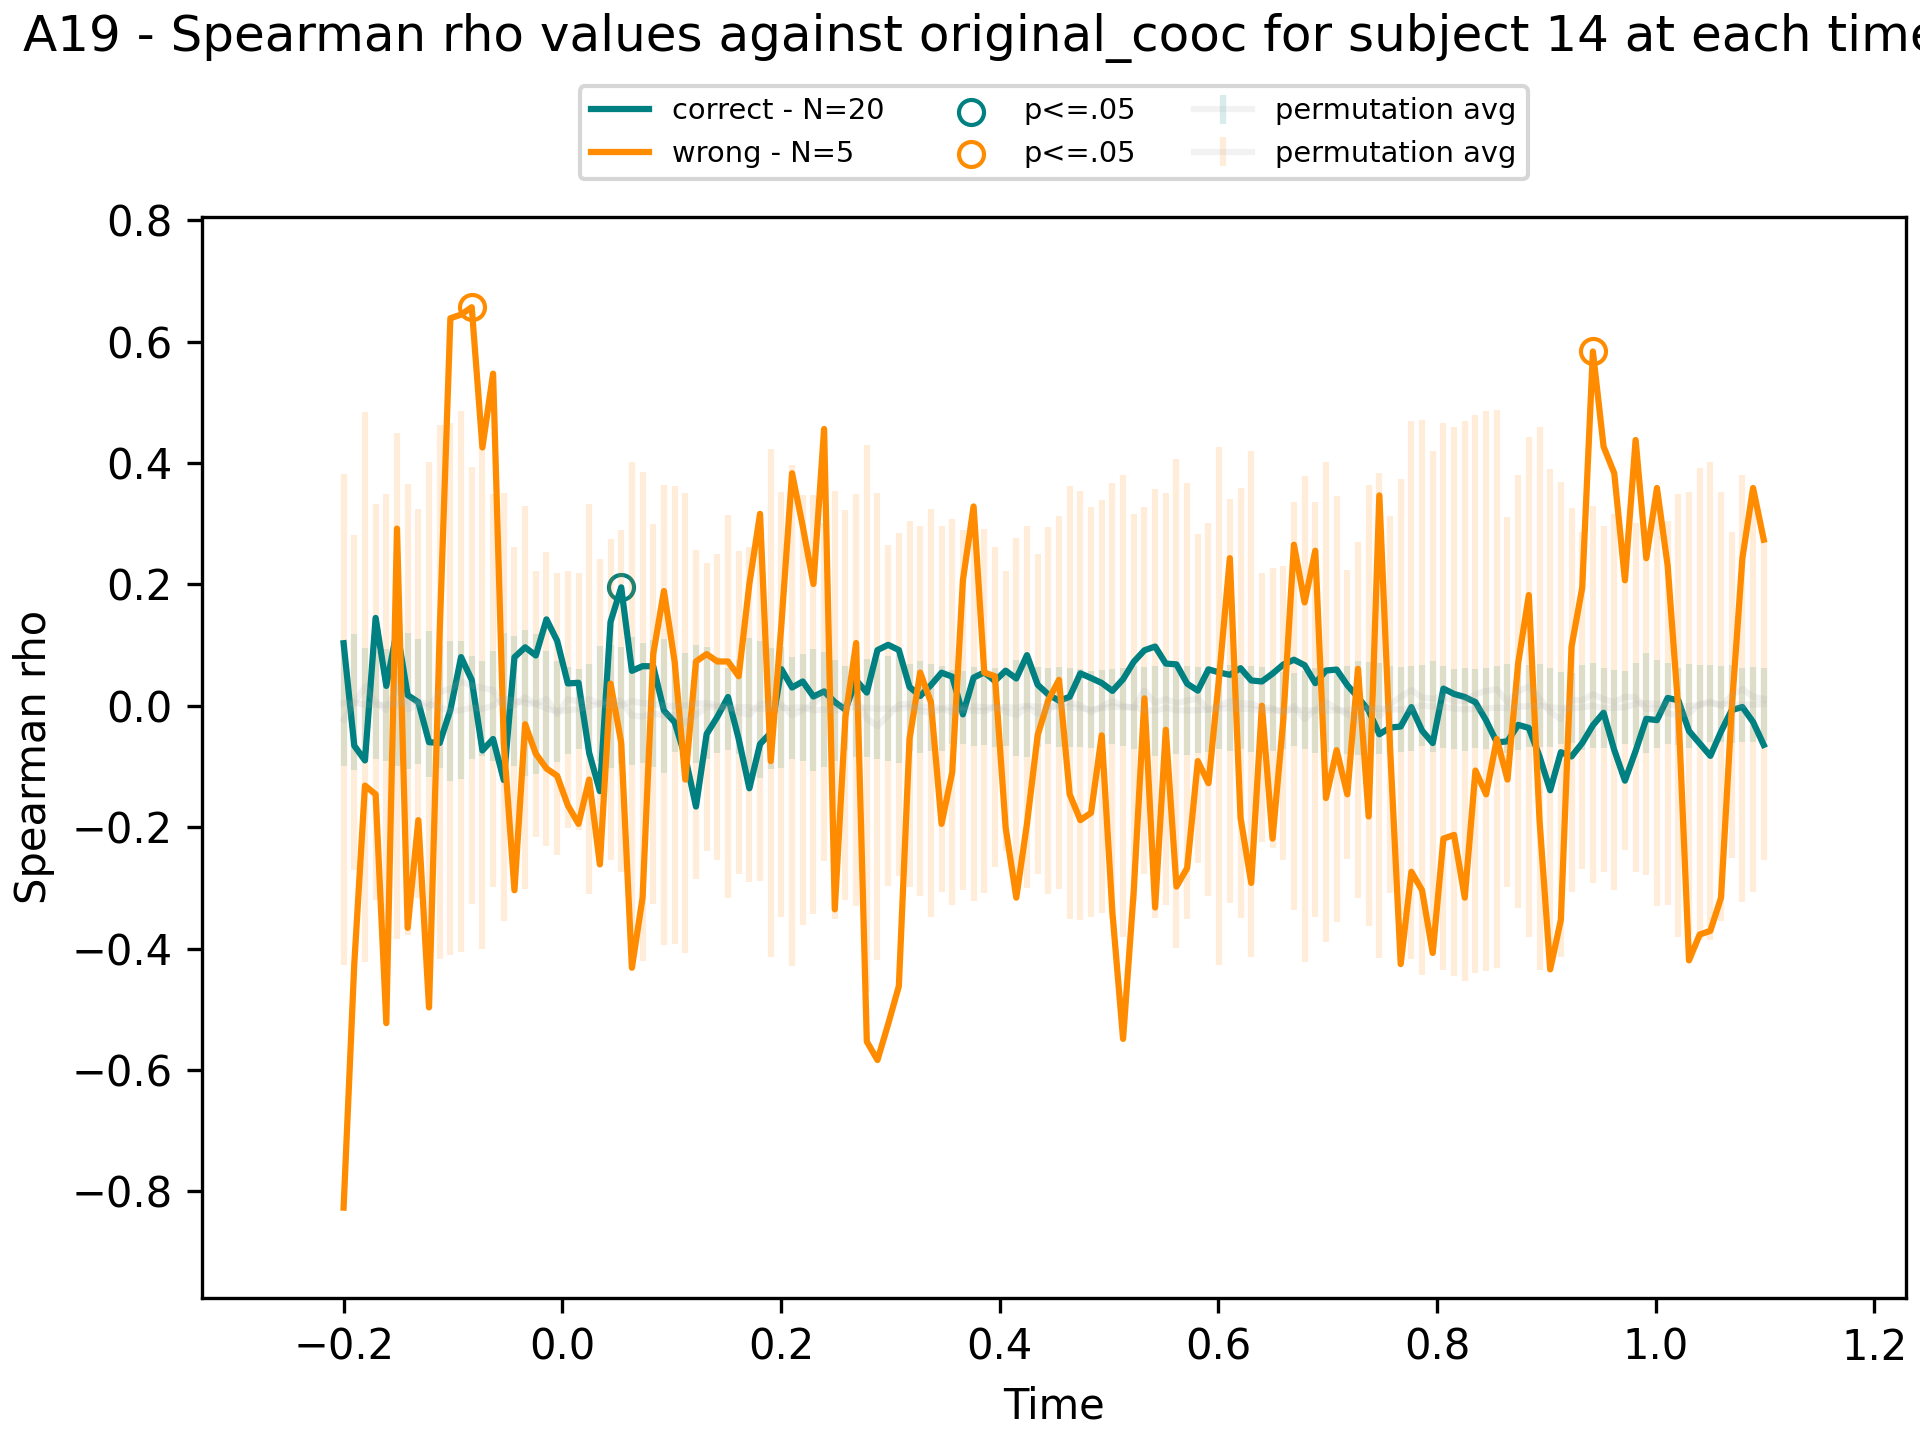 A19 - Spearman rho values against original_cooc for subject 14 at each time
correct - N=20
wrong - N=5
p<=.05
p<=.05
permutation avg
permutation avg
Spearman rho
0.8
0.6
0.4
0.2
0.0
−0.2
−0.4
−0.6
−0.8
−0.2
0.0
0.2
0.4
0.6
0.8
1.0
1.2
Time